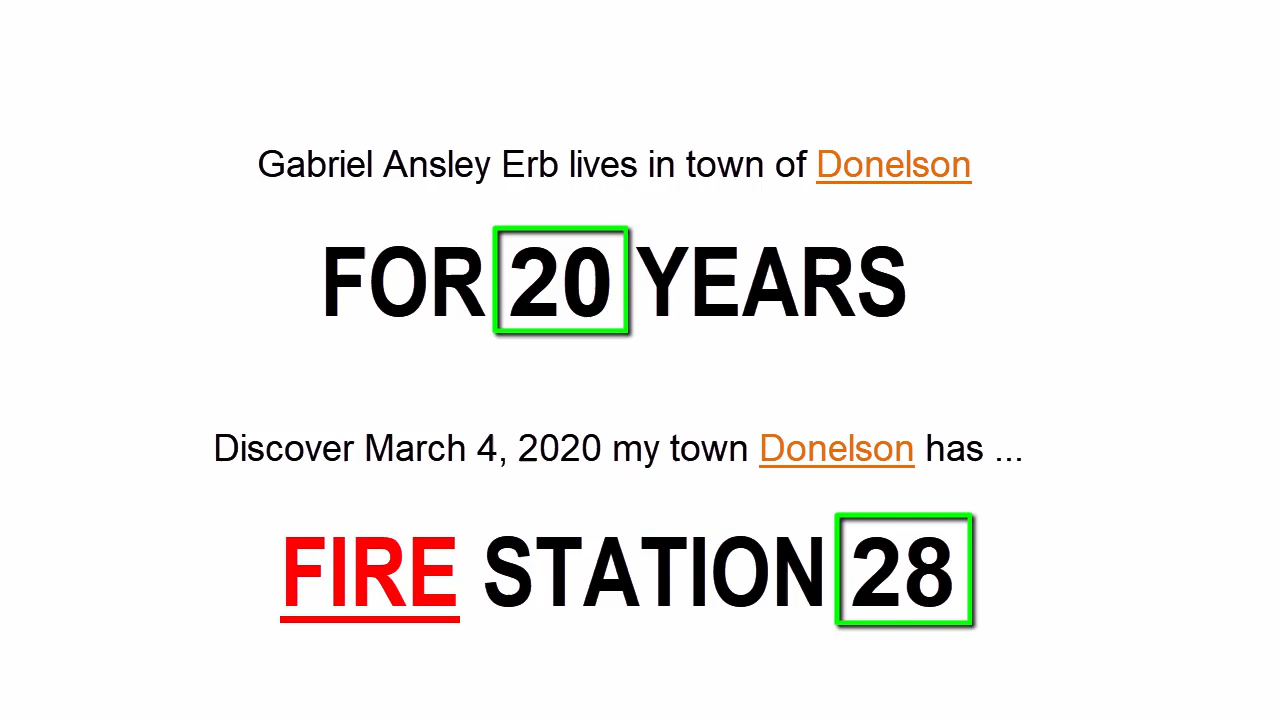 Gabriel Ansley Erb lives in town of Donelson
FOR 20 YEARS
Discover March 4, 2020 my town Donelson has ...
FIRE STATION 28